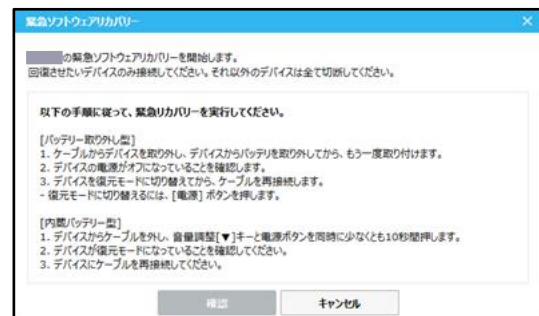 緊急ソフトウェアリカバリー
の緊急ソフトウェアリカバリーを開始します。
回復させたいデバイスのみ接続してください。それ以外のデバイスは全て切断してください。
以下の手順に従って、緊急リカバリーを実行してください。
[バッテリー取り外し型]
1. ケーブルからデバイスを取り外し、デバイスからバッテリを取り外してから、もう一度取り付けます。
2. デバイスの電源がオフになっていることを確認します。
3. デバイスを復元モードに切り替えてから、ケーブルを再接続します。
- 復元モードに切り替えるには、[電源] ボタンを押します。
[内蔵バッテリー型]
1. デバイスからケーブルを外し、音量調整[▼]キーと電源ボタンを同時に少なくとも10秒間押します。
2. デバイスが復元モードになっていることを確認してください。
3. デバイスにケーブルを再接続してください。
確認
キャンセル